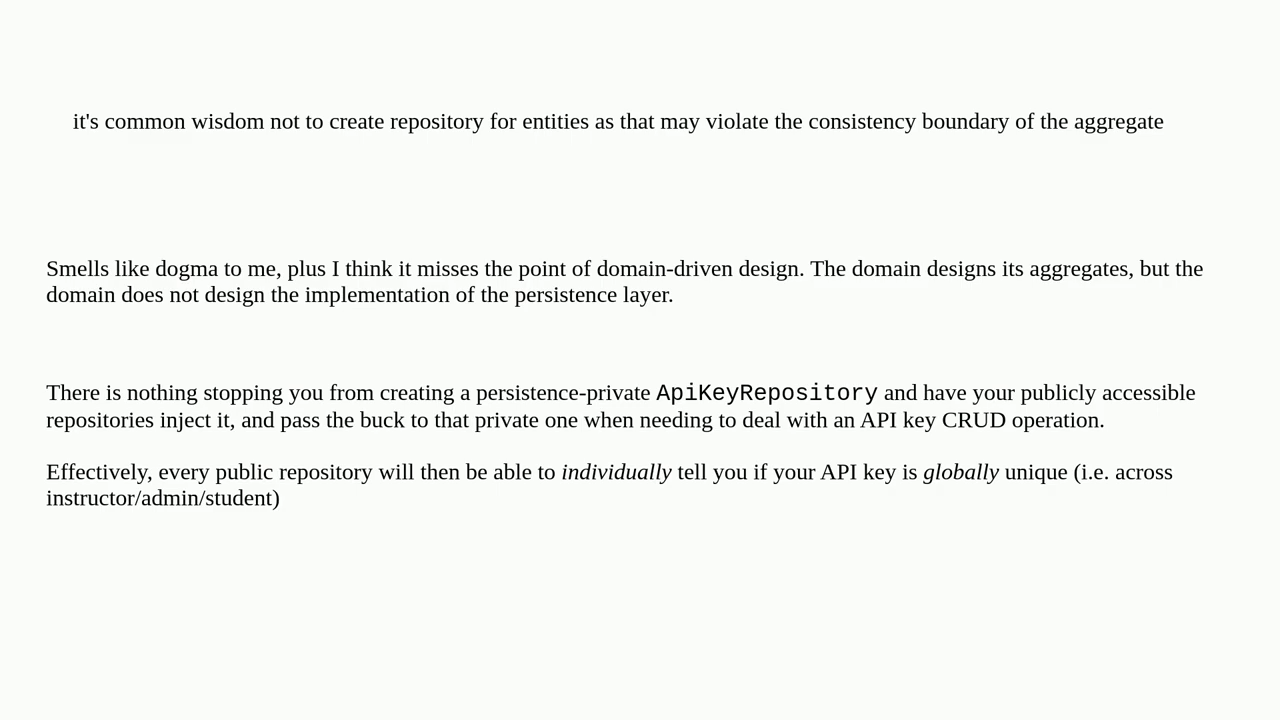 it's common wisdom not to create repository for entities as that may violate the consistency boundary of the aggregate
Smells like dogma to me, plus I think it misses the point of domain-driven design. The domain designs its aggregates, but the
domain does not design the implementation of the persistence layer.
There is nothing stopping you from creating a persistence-private ApiKeyRepository and have your publicly accessible
repositories inject it, and pass the buck to that private one when needing to deal with an API key CRUD operation.
Effectively, every public repository will then be able to individually tell you if your API key is globally unique (i.e. across
instructor/admin/student)